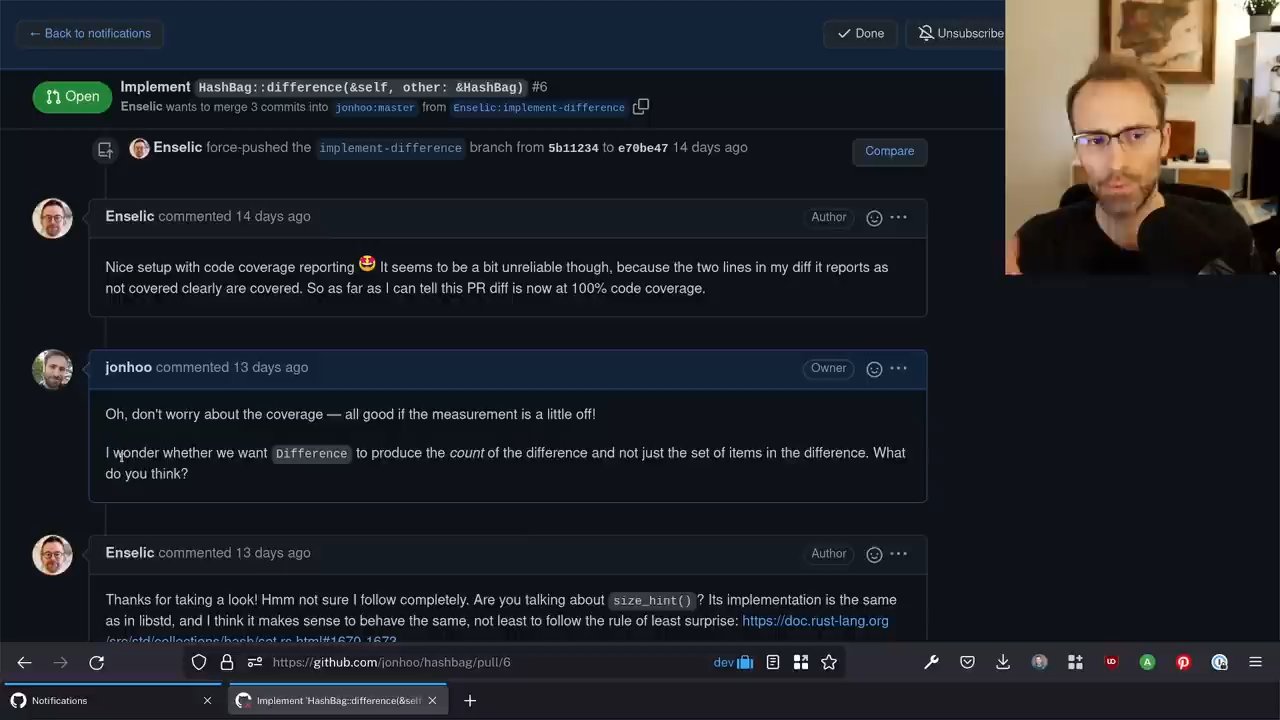 ← Back to notifications
Done
Unsubscribe
Open
Implement HashBag::difference(&self, other: &HashBag) #6
Enselic wants to merge 3 commits into jonhoo:master from Enselic:implement-difference
Enselic force-pushed the implement-difference branch from 5b11234 to e70be47 14 days ago
Compare
Enselic commented 14 days ago
Author
Nice setup with code coverage reporting 🤩 It seems to be a bit unreliable though, because the two lines in my diff it reports as
not covered clearly are covered. So as far as I can tell this PR diff is now at 100% code coverage.
jonhoo commented 13 days ago
Owner
Oh, don't worry about the coverage — all good if the measurement is a little off!
I wonder whether we want Difference to produce the count of the difference and not just the set of items in the difference. What
do you think?
Enselic commented 13 days ago
Author
Thanks for taking a look! Hmm not sure I follow completely. Are you talking about size_hint()? Its implementation is the same
as in libstd, and I think it makes sense to behave the same, not least to follow the rule of least surprise: https://doc.rust-lang.org
/src/std/collections/hash/set.rs.html#1670-1673
https://github.com/jonhoo/hashbag/pull/6
dev
Notifications
Implement `HashBag::difference(&self